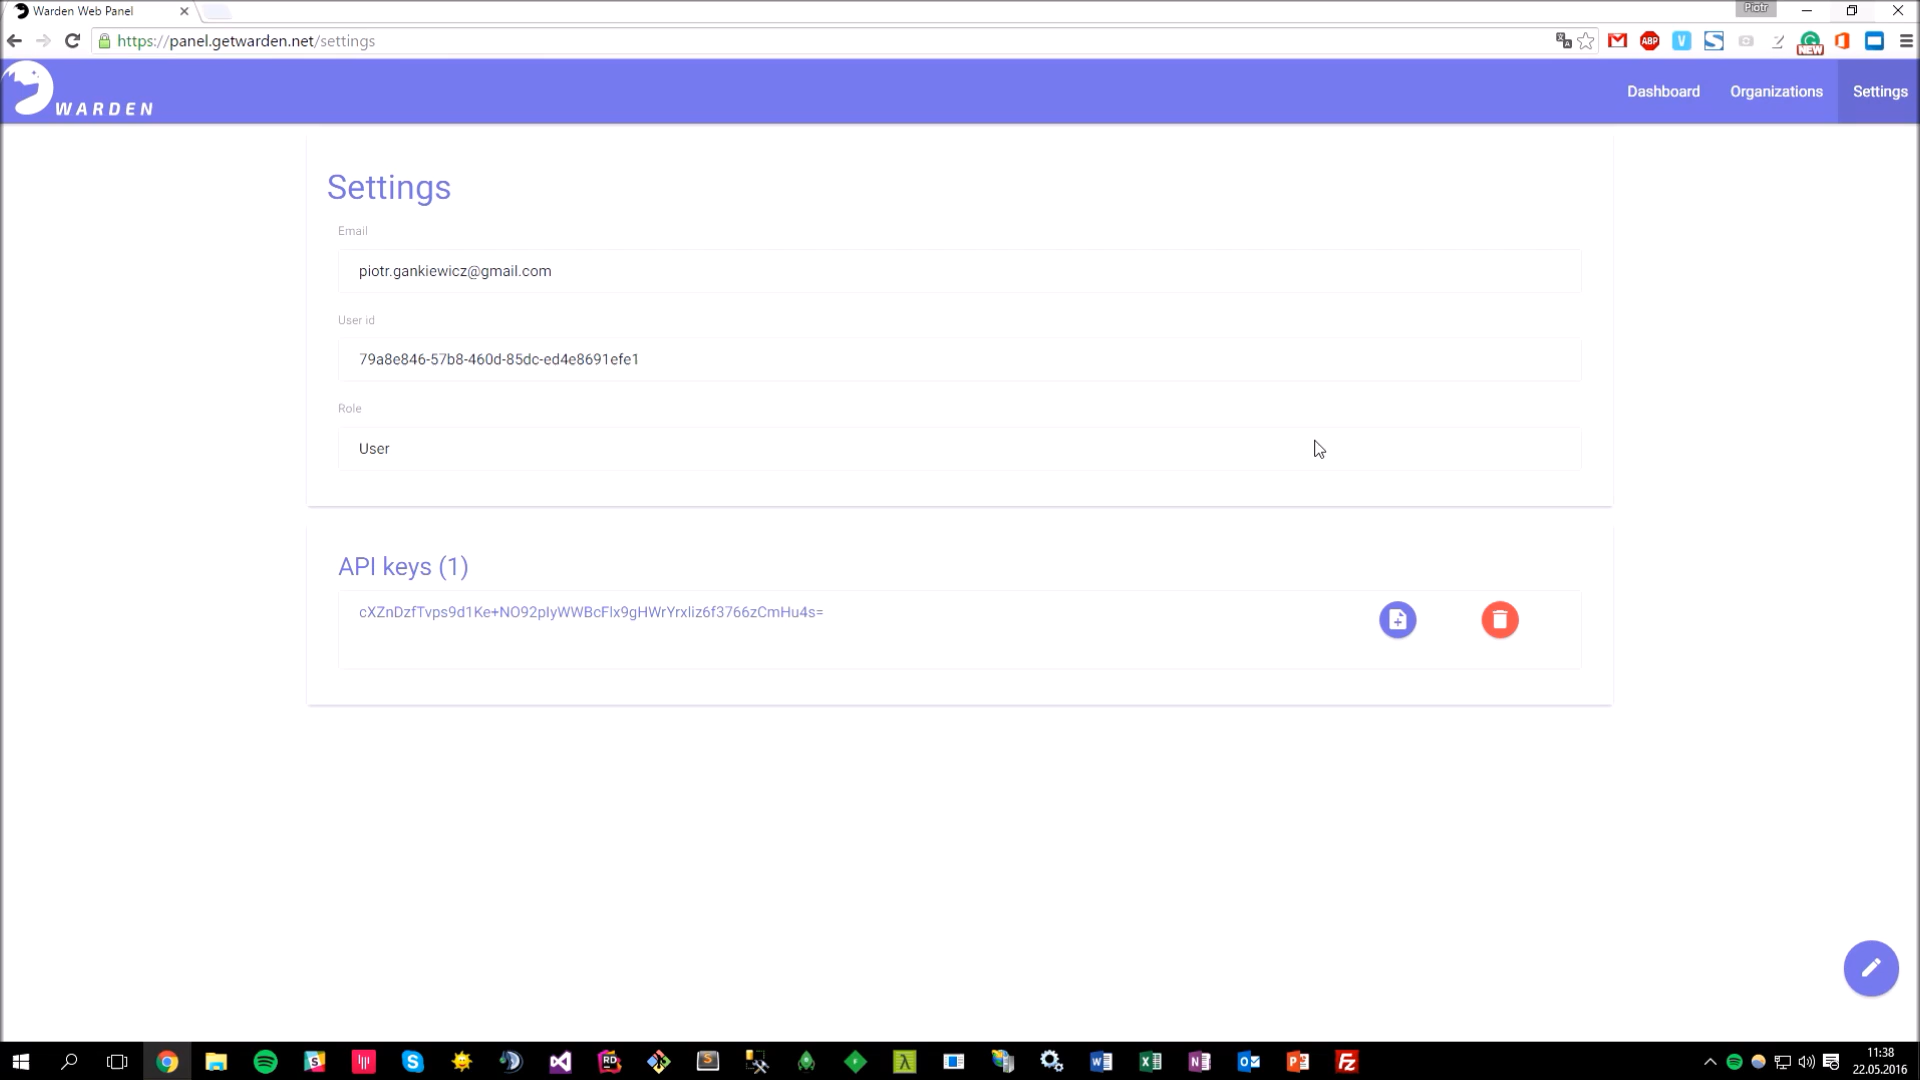 Warden Web Panel
Piotr
https://panel.getwarden.net/settings
ABP
V
S
NEW
WARDEN
Dashboard
Organizations
Settings
Settings
Email
piotr.gankiewicz@gmail.com
User id
79a8e846-57b8-460d-85dc-ed4e8691efe1
Role
User
API keys (1)
cXZnDzfTvps9d1Ke+NO92pIyWWBcFlx9gHWrYrxliz6f3766zCmHu4s=
11:38
22.05.2016